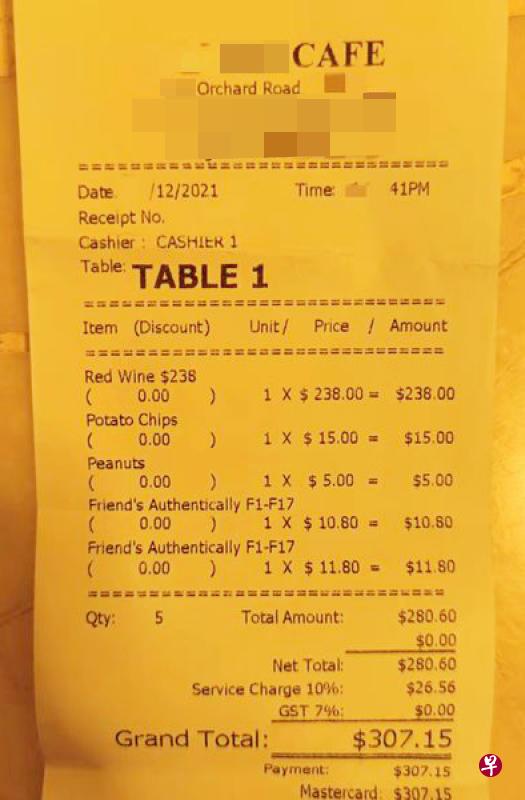 CAFE
Orchard Road
==================================
Date /12/2021 Time: 41PM
Receipt No.
Cashier : CASHIER 1
Table: TABLE 1
==================================
Item (Discount) Unit/ Price / Amount
==================================
Red Wine $238
( 0.00 ) 1 X $ 238.00 = $238.00
Potato Chips
( 0.00 ) 1 X $ 15.00 = $15.00
Peanuts
( 0.00 ) 1 X $ 5.00 = $5.00
Friend's Authentically F1-F17
( 0.00 ) 1 X $ 10.80 = $10.80
Friend's Authentically F1-F17
( 0.00 ) 1 X $ 11.80 = $11.80
==================================
Qty: 5 Total Amount: $280.60
$0.00
Net Total: $280.60
Service Charge 10%: $26.56
GST 7%: $0.00
Grand Total: $307.15
Payment: $307.15
Mastercard: $307.15
早